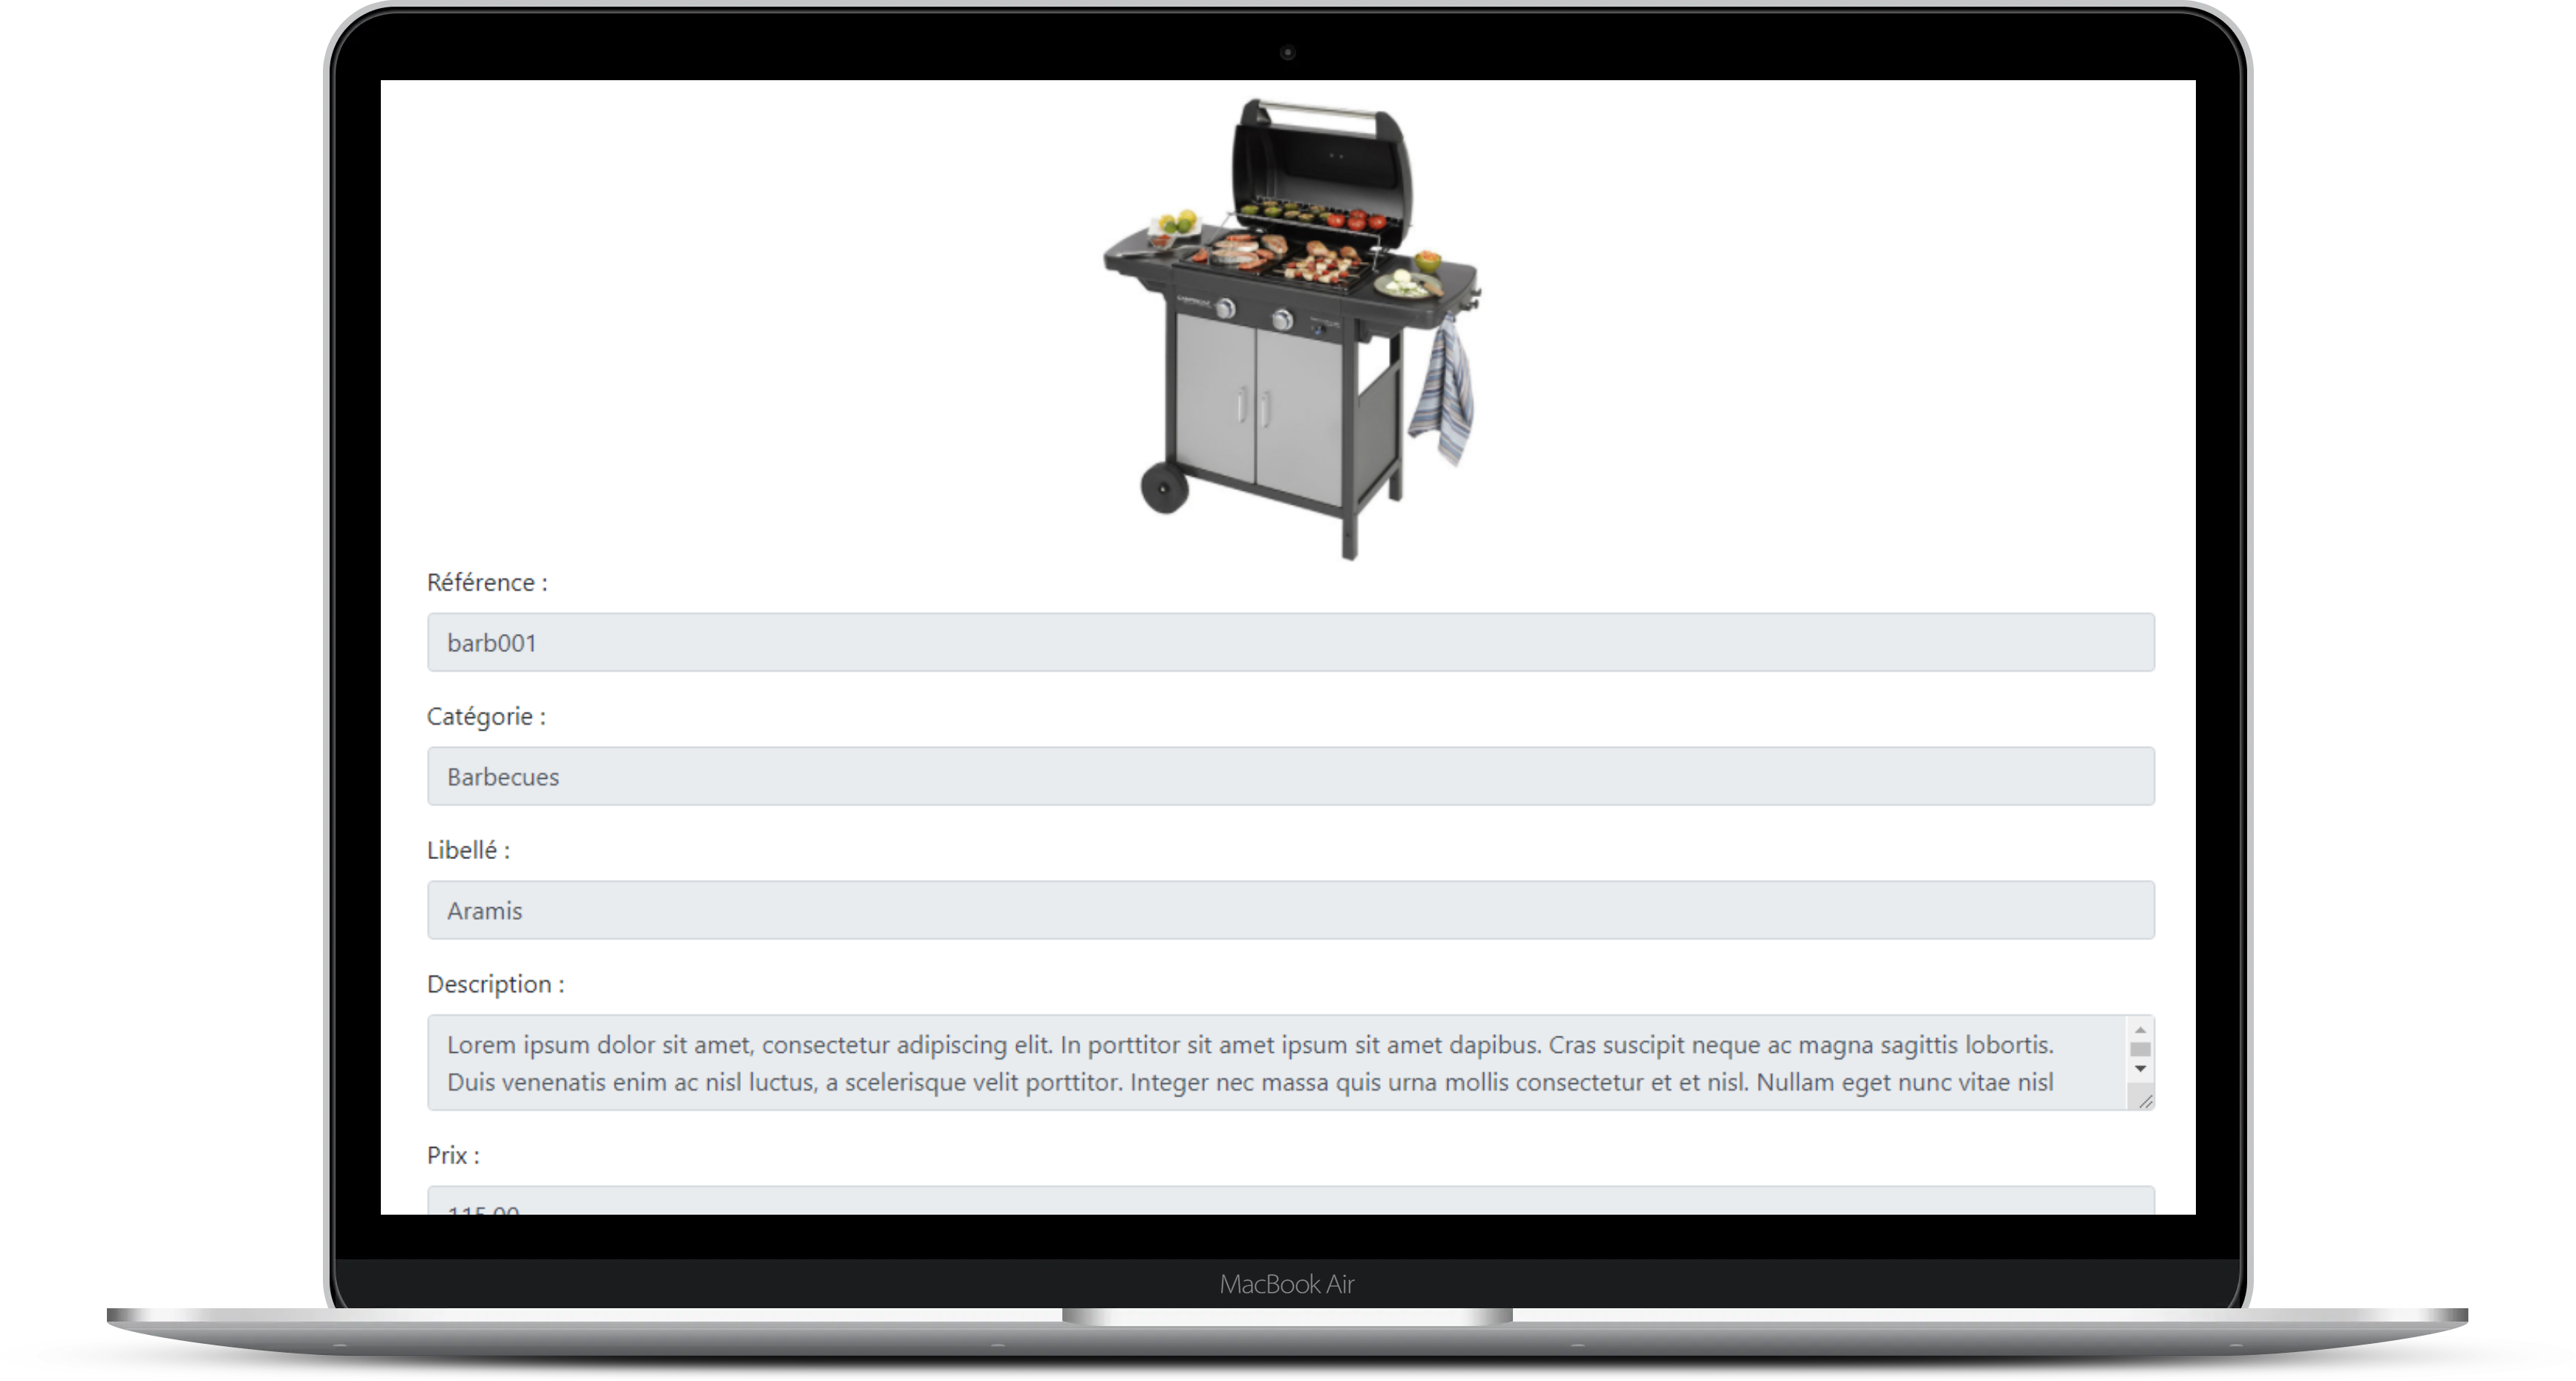 Référence :
barb001
Catégorie :
Barbecues
Libellé :
Aramis
Description :
Lorem ipsum dolor sit amet, consectetur adipiscing elit. In porttitor sit amet ipsum sit amet dapibus. Cras suscipit neque ac magna sagittis lobortis.
Duis venenatis enim ac nisl luctus, a scelerisque velit porttitor. Integer nec massa quis urna mollis consectetur et et nisl. Nullam eget nunc vitae nisl
Prix :
115.00
MacBook Air